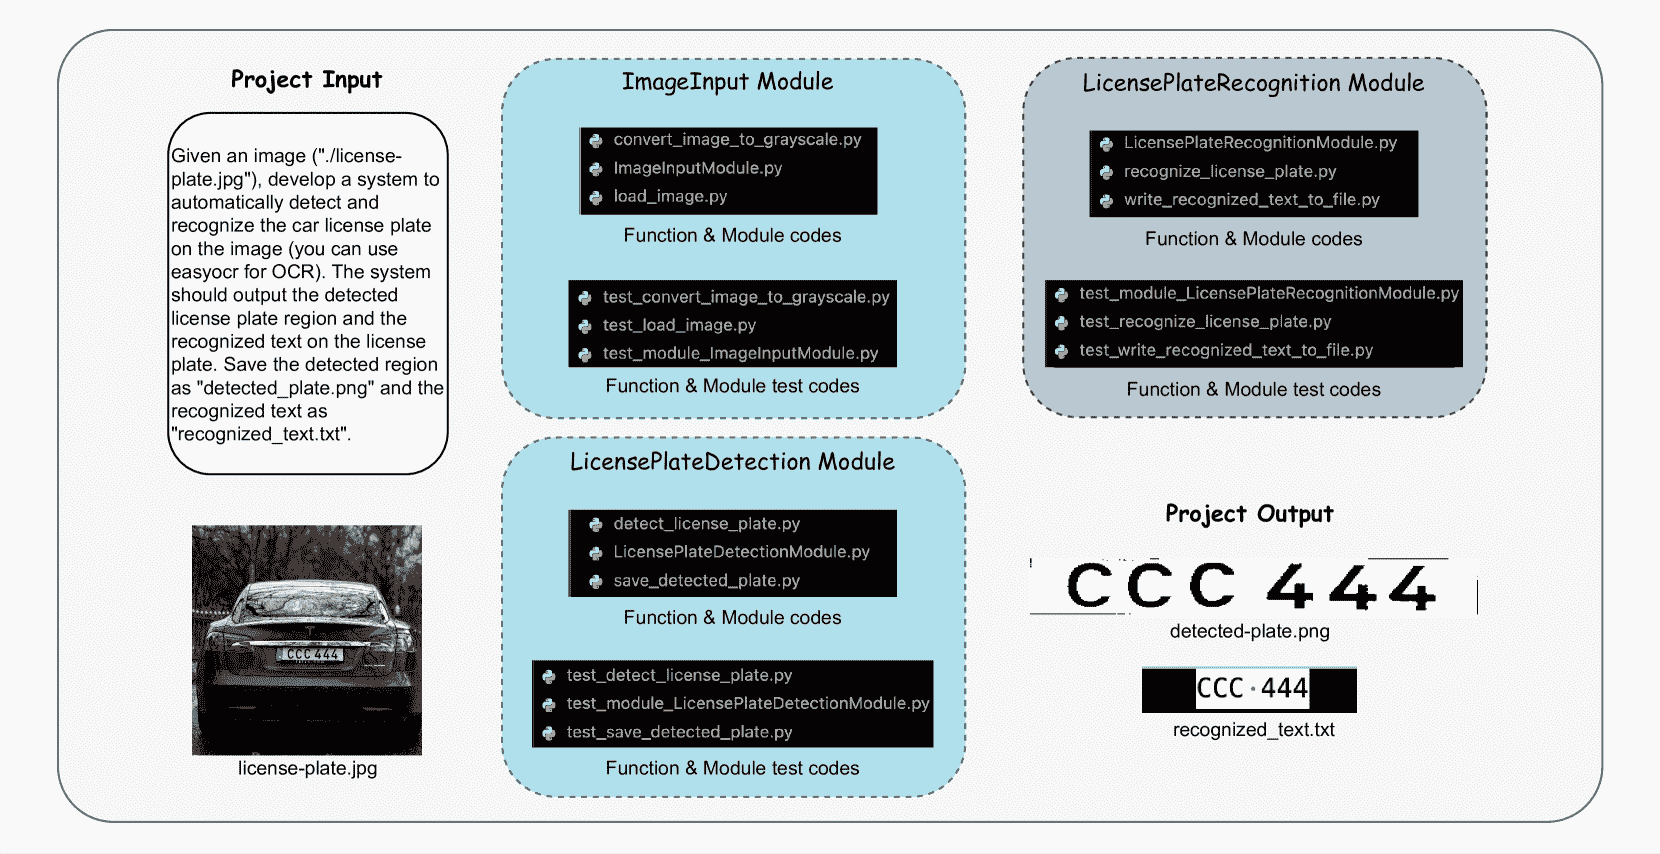 Project Input
Given an image ("./license-
plate.jpg"), develop a system to
automatically detect and
recognize the car license plate
on the image (you can use
easyocr for OCR). The system
should output the detected
license plate region and the
recognized text on the license
plate. Save the detected region
as "detected_plate.png" and the
recognized text as
"recognized_text.txt".
CCC 444
license-plate.jpg
ImageInput Module
convert_image_to_grayscale.py
ImageInputModule.py
load_image.py
Function & Module codes
test_convert_image_to_grayscale.py
test_load_image.py
test_module_ImageInputModule.py
Function & Module test codes
LicensePlateDetection Module
detect_license_plate.py
LicensePlateDetectionModule.py
save_detected_plate.py
Function & Module codes
test_detect_license_plate.py
test_module_LicensePlateDetectionModule.py
test_save_detected_plate.py
Function & Module test codes
LicensePlateRecognition Module
LicensePlateRecognitionModule.py
recognize_license_plate.py
write_recognized_text_to_file.py
Function & Module codes
test_module_LicensePlateRecognitionModule.py
test_recognize_license_plate.py
test_write_recognized_text_to_file.py
Function & Module test codes
Project Output
CCC 444
detected-plate.png
CCC·444
recognized_text.txt